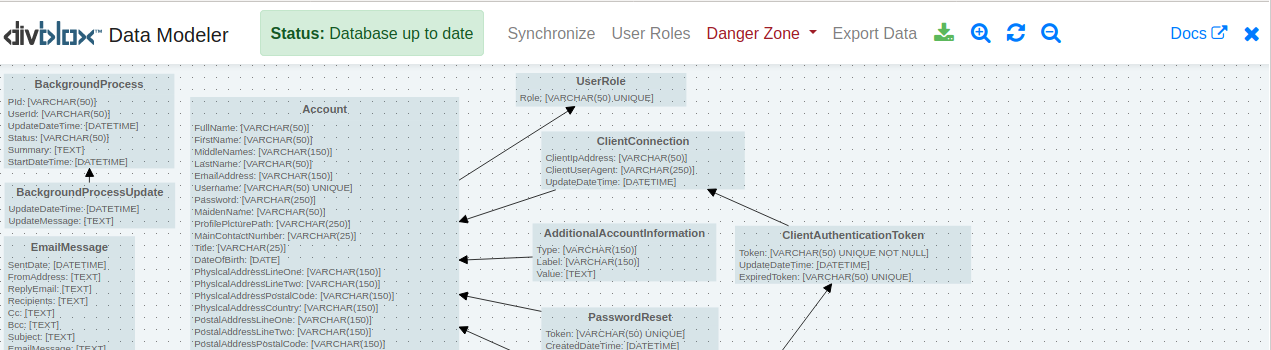 divblox™ Data Modeler
Status: Database up to date
Synchronize
User Roles
Danger Zone
Export Data
Docs
BackgroundProcess
PId: [VARCHAR(50)]
UserId: [VARCHAR(50)]
UpdateDateTime: [DATETIME]
Status: [VARCHAR(50)]
Summary: [TEXT]
StartDateTime: [DATETIME]
BackgroundProcessUpdate
UpdateDateTime: [DATETIME]
UpdateMessage: [TEXT]
EmailMessage
SentDate: [DATETIME]
FromAddress: [TEXT]
ReplyEmail: [TEXT]
Recipients: [TEXT]
Cc: [TEXT]
Bcc: [TEXT]
Subject: [TEXT]
EmailMessage: [TEXT]
Account
FullName: [VARCHAR(50)]
FirstName: [VARCHAR(50)]
MiddleNames: [VARCHAR(150)]
LastName: [VARCHAR(50)]
EmailAddress: [VARCHAR(150)]
Username: [VARCHAR(50) UNIQUE]
Password: [VARCHAR(250)]
MaidenName: [VARCHAR(50)]
ProfilePicturePath: [VARCHAR(250)]
MainContactNumber: [VARCHAR(25)]
Title: [VARCHAR(25)]
DateOfBirth: [DATE]
PhysicalAddressLineOne: [VARCHAR(150)]
PhysicalAddressLineTwo: [VARCHAR(150)]
PhysicalAddressPostalCode: [VARCHAR(150)]
PhysicalAddressCountry: [VARCHAR(150)]
PostalAddressLineOne: [VARCHAR(150)]
PostalAddressLineTwo: [VARCHAR(150)]
PostalAddressPostalCode: [VARCHAR(150)]
UserRole
Role: [VARCHAR(50) UNIQUE]
ClientConnection
ClientIpAddress: [VARCHAR(50)]
ClientUserAgent: [VARCHAR(250)]
UpdateDateTime: [DATETIME]
AdditionalAccountInformation
Type: [VARCHAR(150)]
Label: [VARCHAR(150)]
Value: [TEXT]
ClientAuthenticationToken
Token: [VARCHAR(50) UNIQUE NOT NULL]
UpdateDateTime: [DATETIME]
ExpiredToken: [VARCHAR(50) UNIQUE]
PasswordReset
Token: [VARCHAR(50) UNIQUE]
CreatedDateTime: [DATETIME]